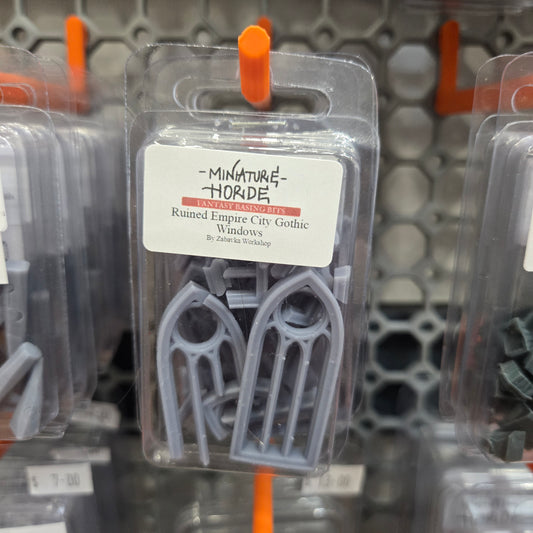 -MINIATURE-
HORDE
FANTASY BASING BITS
Ruined Empire City Gothic
Windows
By Zabavka Workshop
$ 7.00
$ 13.00